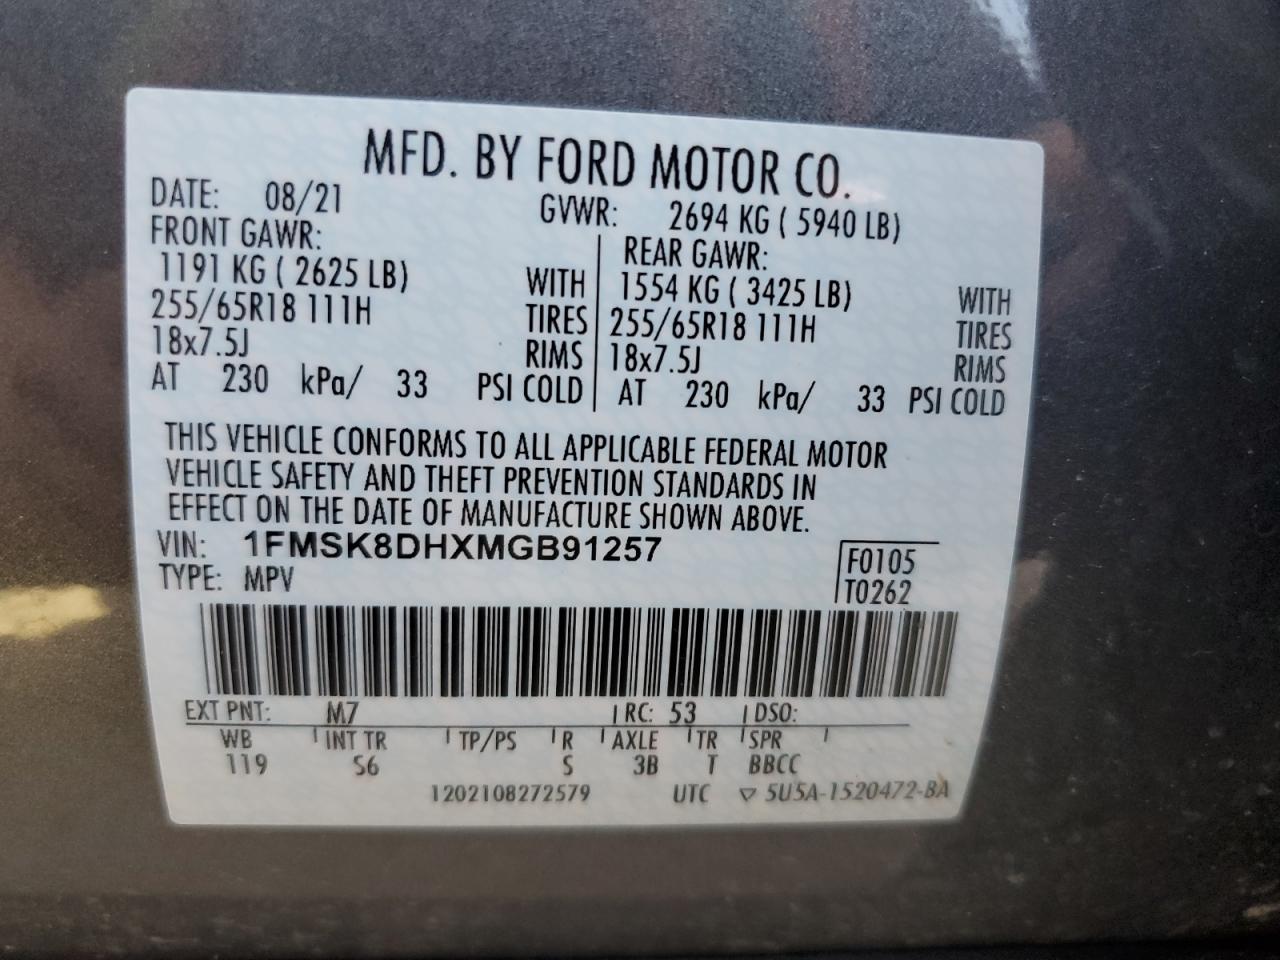 MFD. BY FORD MOTOR CO.
DATE: 08/21 GVWR: 2694 KG ( 5940 LB)
FRONT GAWR: REAR GAWR:
1191 KG ( 2625 LB) WITH 1554 KG ( 3425 LB) WITH
255/65R18 111H TIRES 255/65R18 111H TIRES
18x7.5J RIMS 18x7.5J RIMS
AT 230 kPa/ 33 PSI COLD AT 230 kPa/ 33 PSI COLD
THIS VEHICLE CONFORMS TO ALL APPLICABLE FEDERAL MOTOR
VEHICLE SAFETY AND THEFT PREVENTION STANDARDS IN
EFFECT ON THE DATE OF MANUFACTURE SHOWN ABOVE.
VIN: 1FMSK8DHXMGB91257 F0105
TYPE: MPV T0262
EXT PNT: M7 RC: 53 DSO:
WB INT TR TP/PS R AXLE TR SPR
119 S6 S 3B T BBCC
1202108272579 UTC ▽ 5U5A-1520472-BA